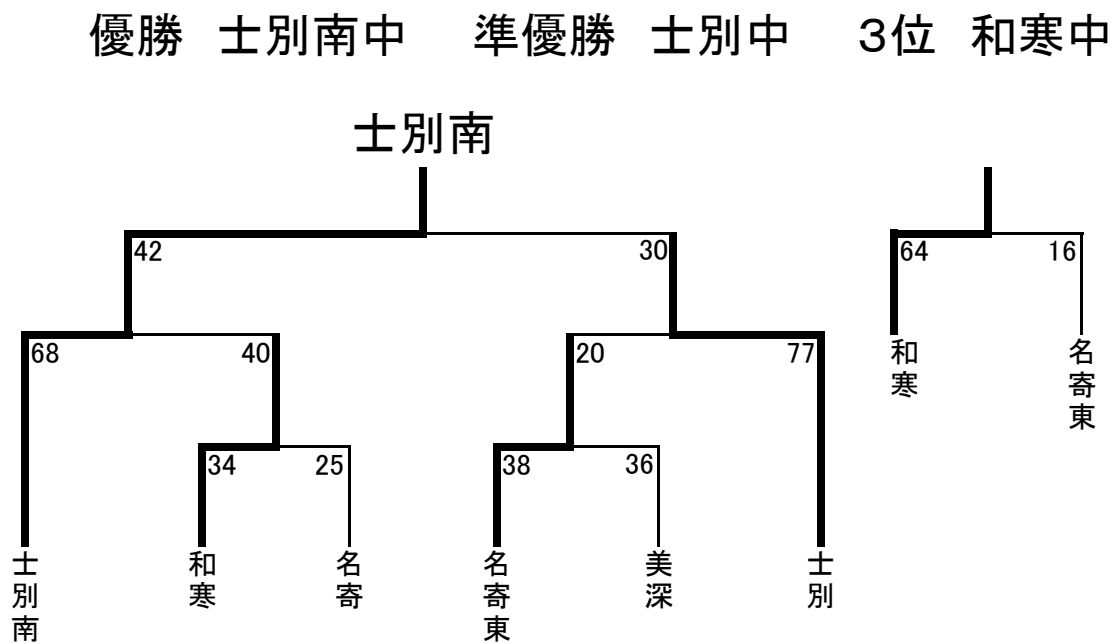 優勝　士別南中　準優勝　士別中　３位　和寒中
士別南
42
30
64
16
68
40
20
77
和寒
名寄東
34
25
38
36
士別南
和寒
名寄
名寄東
美深
士別